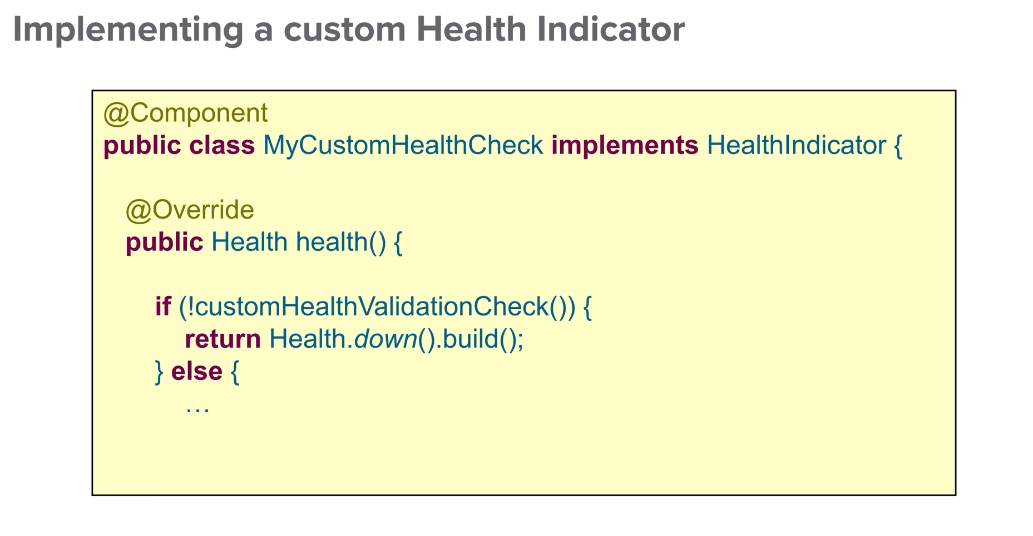 Implementing a custom Health Indicator
@Component
public class MyCustomHealthCheck implements HealthIndicator {
@Override
public Health health() {
if (!customHealthValidationCheck()) {
return Health.down().build();
} else {
…